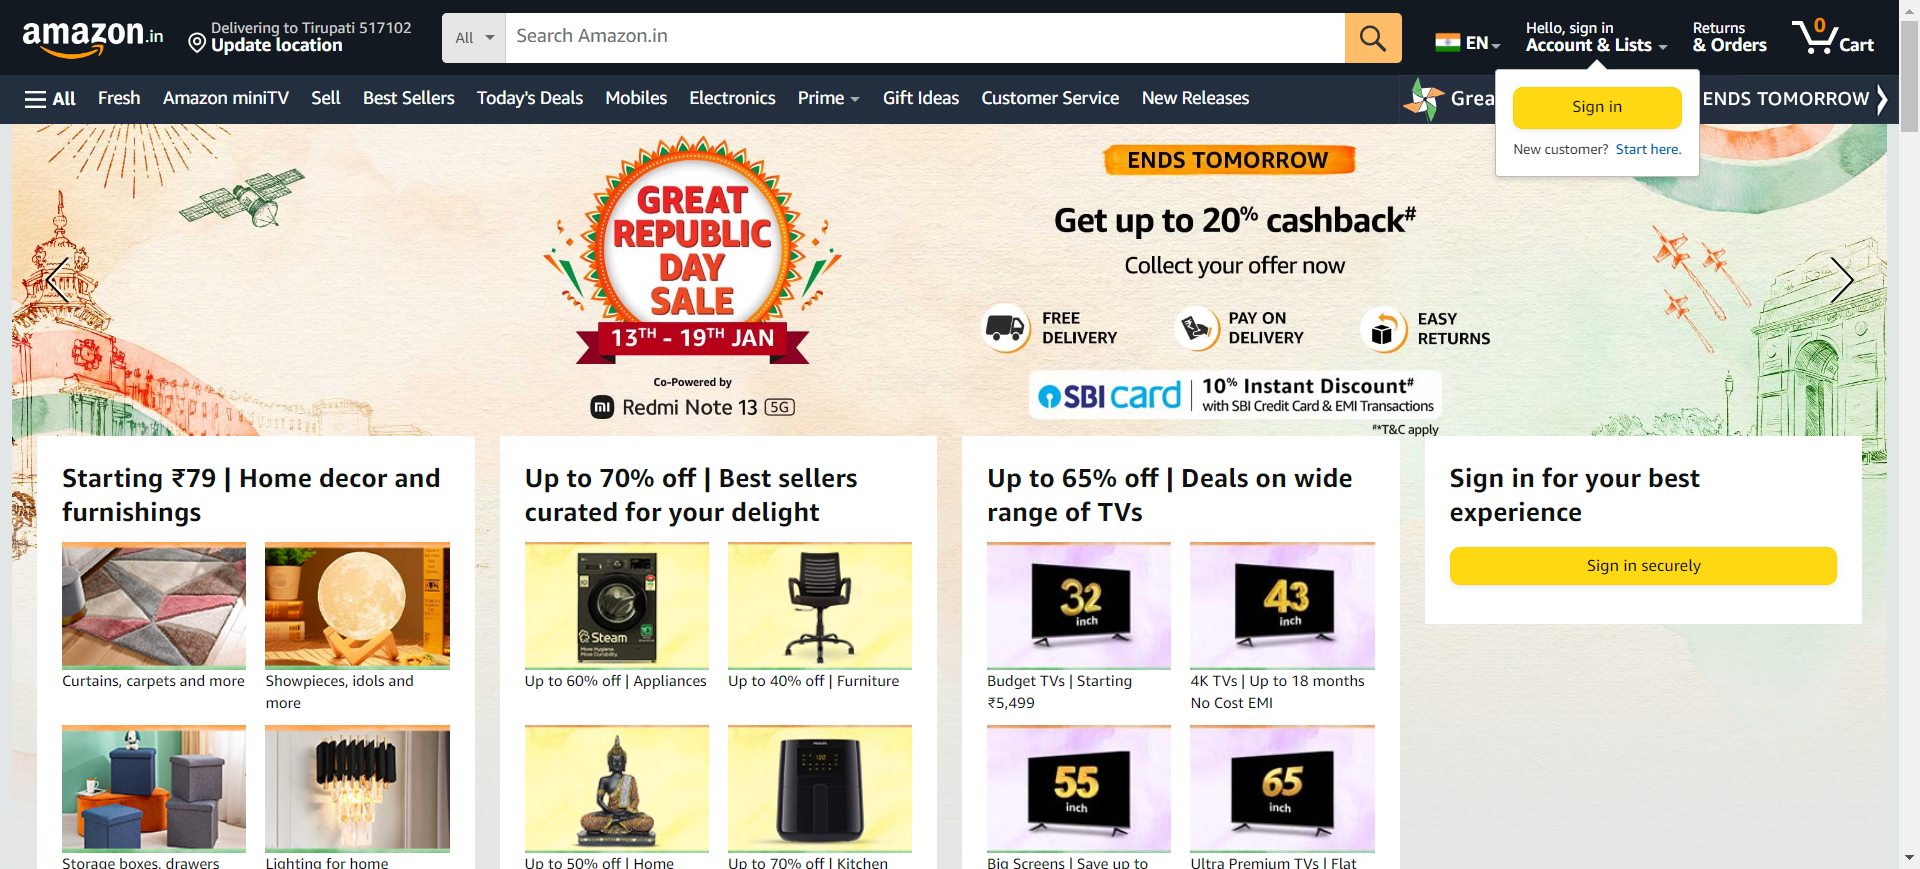 amazon.in
Delivering to Tirupati 517102
Update location
All
Search Amazon.in
EN
Hello, sign in
Account & Lists
Returns
& Orders
0
Cart
All
Fresh
Amazon miniTV
Sell
Best Sellers
Today's Deals
Mobiles
Electronics
Prime
Gift Ideas
Customer Service
New Releases
Grea
ENDS TOMORROW
Sign in
New customer? Start here.
GREAT
REPUBLIC
DAY
SALE
13TH - 19TH JAN
Co-Powered by
mi Redmi Note 13 5G
ENDS TOMORROW
Get up to 20% cashback#
Collect your offer now
FREE
DELIVERY
PAY ON
DELIVERY
EASY
RETURNS
SBI card
10% Instant Discount#
with SBI Credit Card & EMI Transactions
#*T&C apply
Starting ₹79 | Home decor and
furnishings
Curtains, carpets and more
Showpieces, idols and
more
Storage boxes, drawers
Lighting for home
Up to 70% off | Best sellers
curated for your delight
Steam
More Hygiene.
More Durability.
Up to 60% off | Appliances
Up to 40% off | Furniture
PHILIPS
180
Up to 50% off | Home
Up to 70% off | Kitchen
Up to 65% off | Deals on wide
range of TVs
32
inch
Budget TVs | Starting
₹5,499
43
inch
4K TVs | Up to 18 months
No Cost EMI
55
inch
Big Screens | Save up to
65
inch
Ultra Premium TVs | Flat
Sign in for your best
experience
Sign in securely